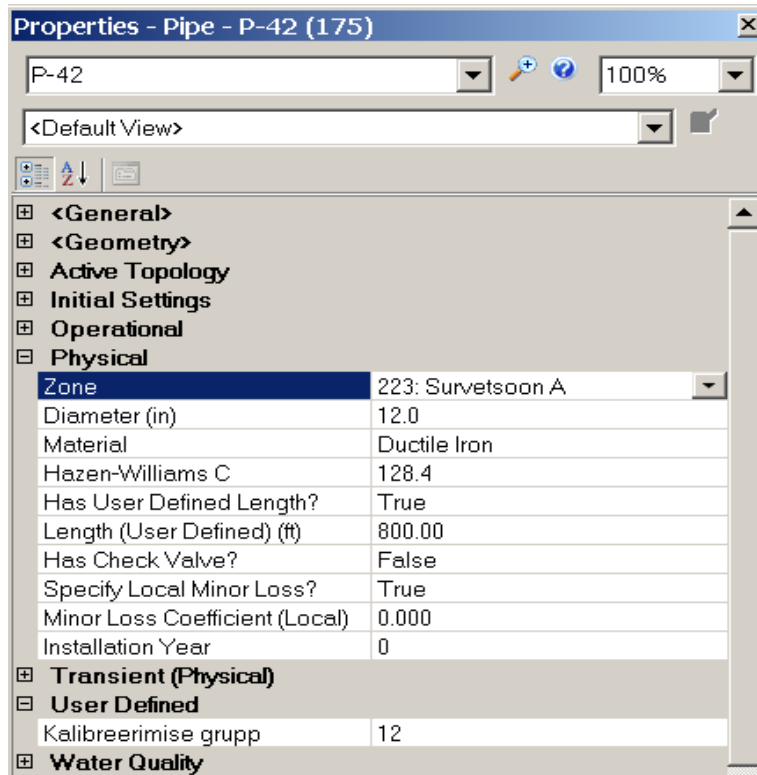 Properties - Pipe - P-42 (175)
P-42
100%
<Default View>
<General>
<Geometry>
Active Topology
Initial Settings
Operational
Physical
Zone 223: Survetsoon A
Diameter (in) 12.0
Material Ductile Iron
Hazen-Williams C 128.4
Has User Defined Length? True
Length (User Defined) (ft) 800.00
Has Check Valve? False
Specify Local Minor Loss? True
Minor Loss Coefficient (Local) 0.000
Installation Year 0
Transient (Physical)
User Defined
Kalibreerimise grupp 12
Water Quality